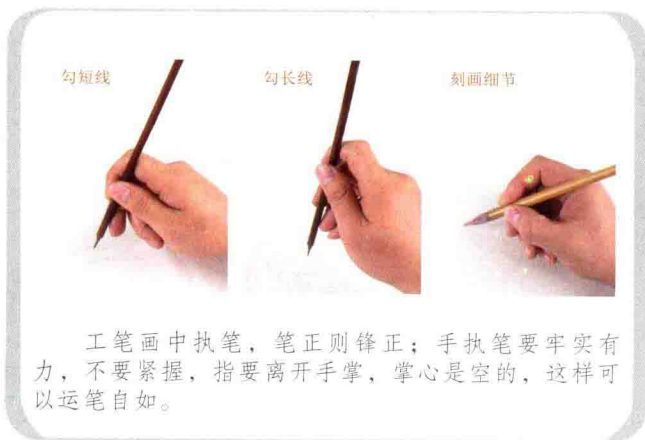 勾短线
勾长线
刻画细节
工笔画中执笔，笔正则锋正；手执笔要牢实有
力，不要紧握，指要离开手掌，掌心是空的，这样可
以运笔自如。